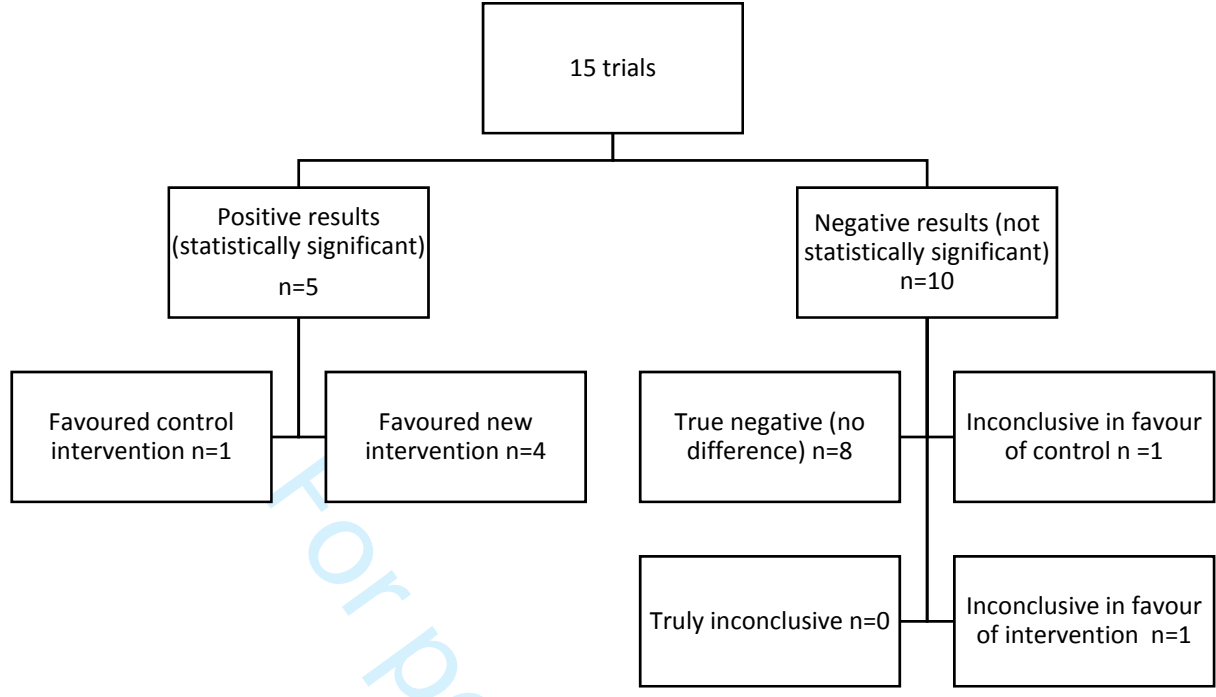 15 trials
Positive results
(statistically significant)
n=5
Negative results (not
statistically significant)
n=10
Favoured control
intervention n=1
Favoured new
intervention n=4
True negative (no
difference) n=8
Inconclusive in favour
of control n =1
Truly inconclusive n=0
Inconclusive in favour
of intervention  n=1
For